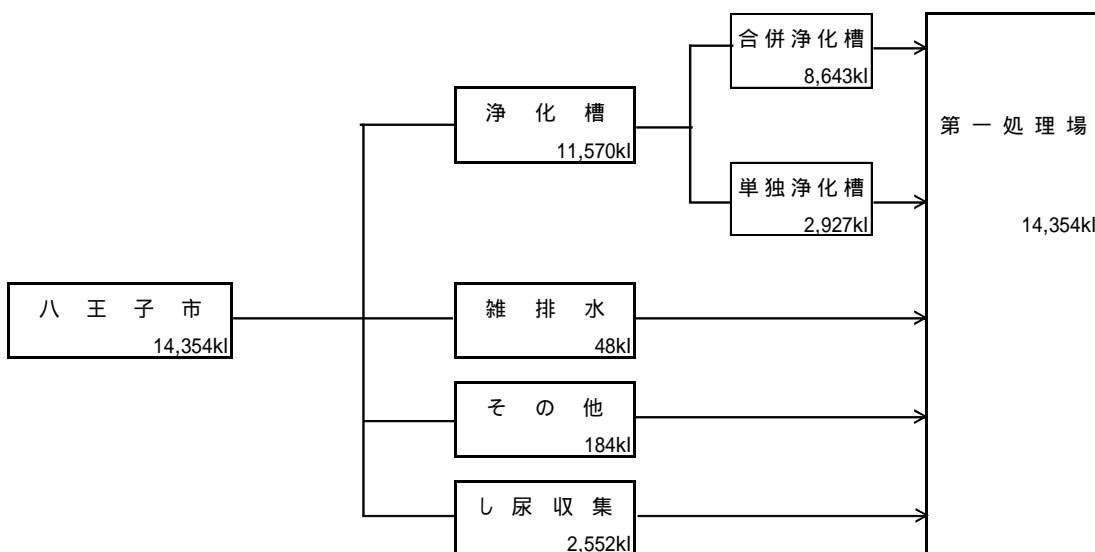 八王子市
14,354kl
浄化槽
11,570kl
合併浄化槽
8,643kl
単独浄化槽
2,927kl
雑排水
48kl
その他
184kl
し尿収集
2,552kl
第一処理場
14,354kl